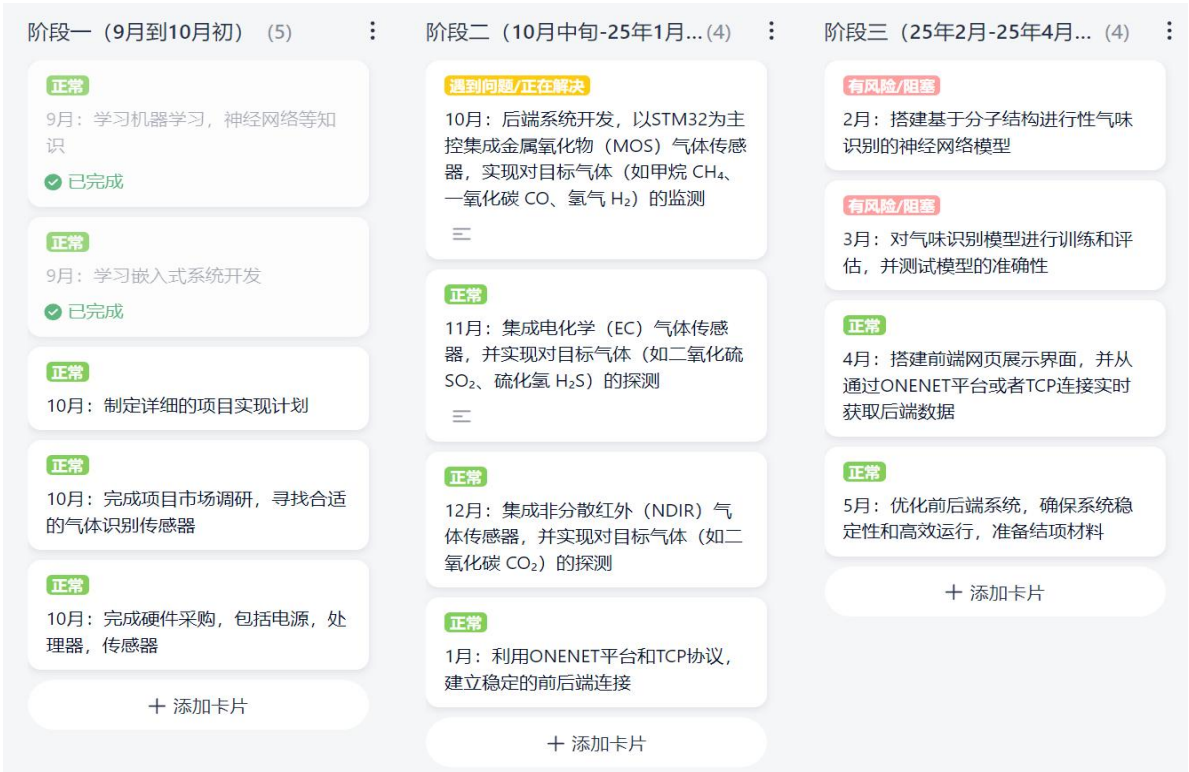 阶段一（9月到10月初） (5)
正常
9月：学习机器学习，神经网络等知
识
已完成
正常
9月：学习嵌入式系统开发
已完成
正常
10月：制定详细的项目实现计划
正常
10月：完成项目市场调研，寻找合适
的气体识别传感器
正常
10月：完成硬件采购，包括电源，处
理器，传感器
添加卡片
阶段二（10月中旬-25年1月... (4)
遇到问题/正在解决
10月：后端系统开发，以STM32为主
控集成金属氧化物（MOS）气体传感
器，实现对目标气体（如甲烷 CH₄、
一氧化碳 CO、氢气 H₂）的监测
正常
11月：集成电化学（EC）气体传感
器，并实现对目标气体（如二氧化硫
SO₂、硫化氢 H₂S）的探测
正常
12月：集成非分散红外（NDIR）气
体传感器，并实现对目标气体（如二
氧化碳 CO₂）的探测
正常
1月：利用ONENET平台和TCP协议，
建立稳定的前后端连接
添加卡片
阶段三（25年2月-25年4月... (4)
有风险/阻塞
2月：搭建基于分子结构进行性气味
识别的神经网络模型
有风险/阻塞
3月：对气味识别模型进行训练和评
估，并测试模型的准确性
正常
4月：搭建前端网页展示界面，并从
通过ONENET平台或者TCP连接实时
获取后端数据
正常
5月：优化前后端系统，确保系统稳
定性和高效运行，准备结项材料
添加卡片